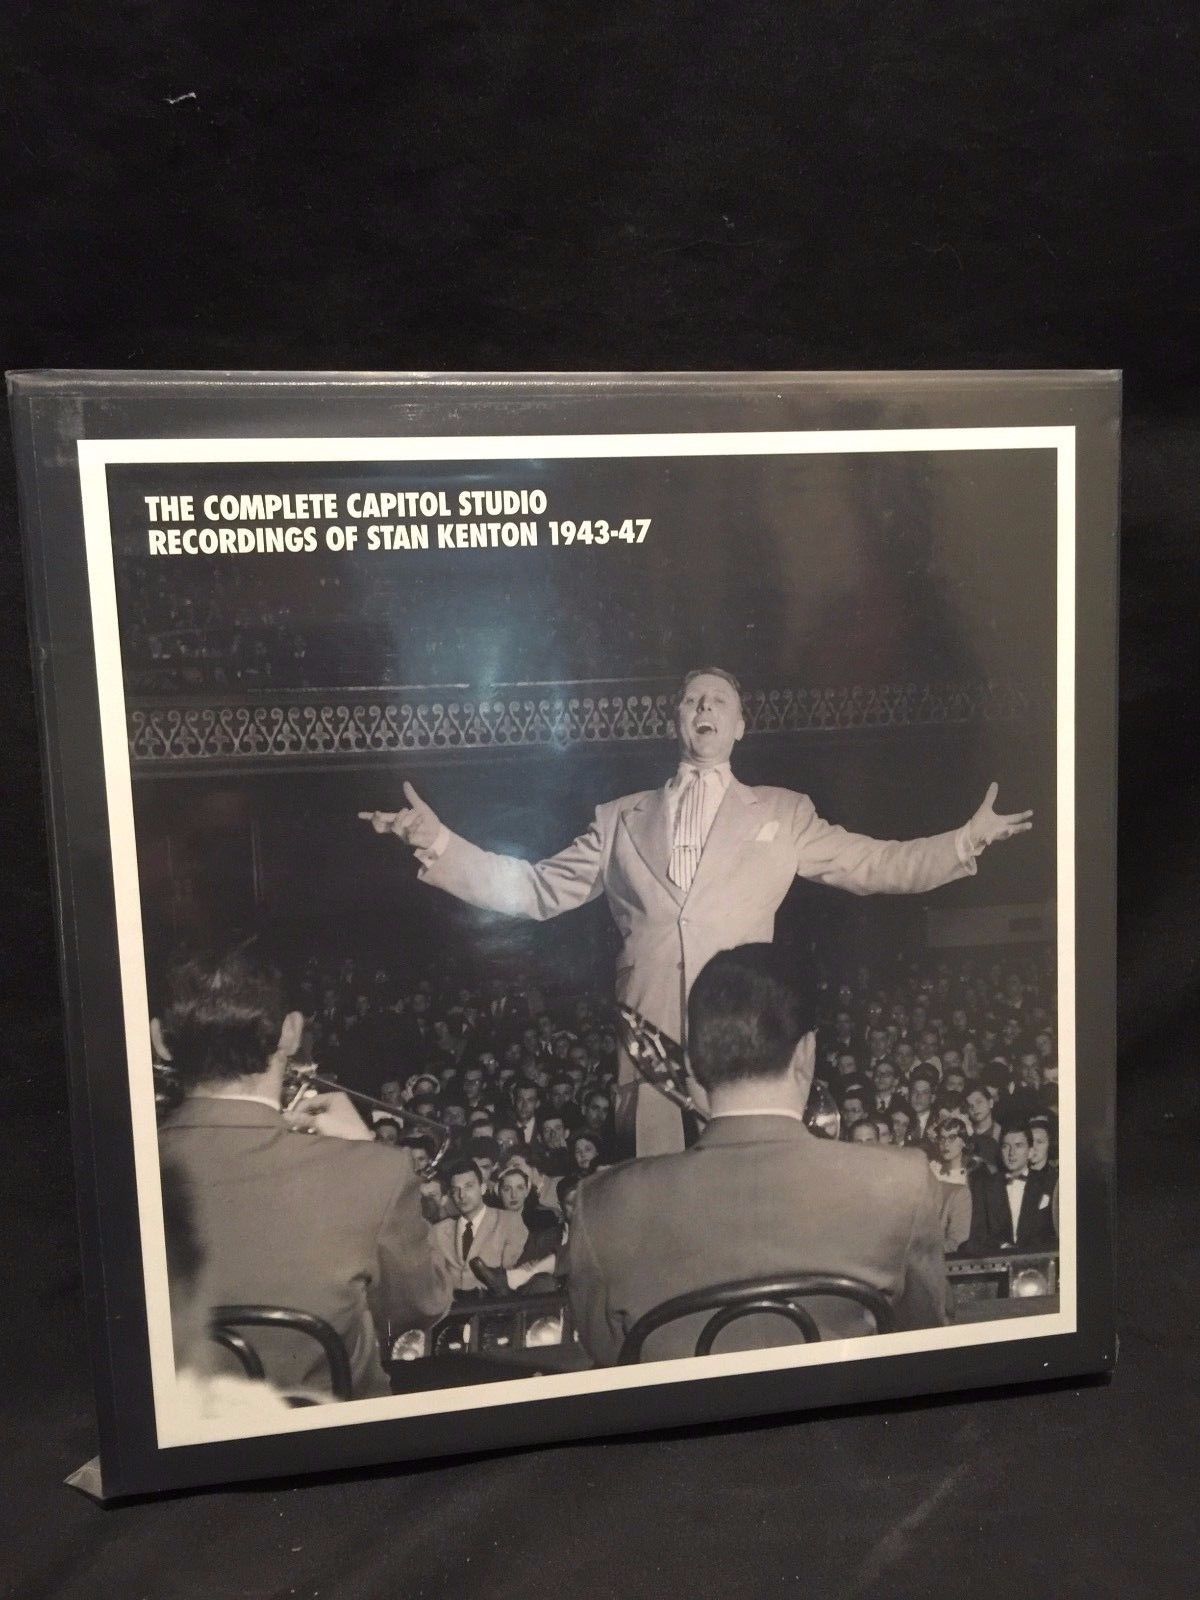 THE COMPLETE CAPITOL STUDIO
RECORDINGS OF STAN KENTON 1943-47